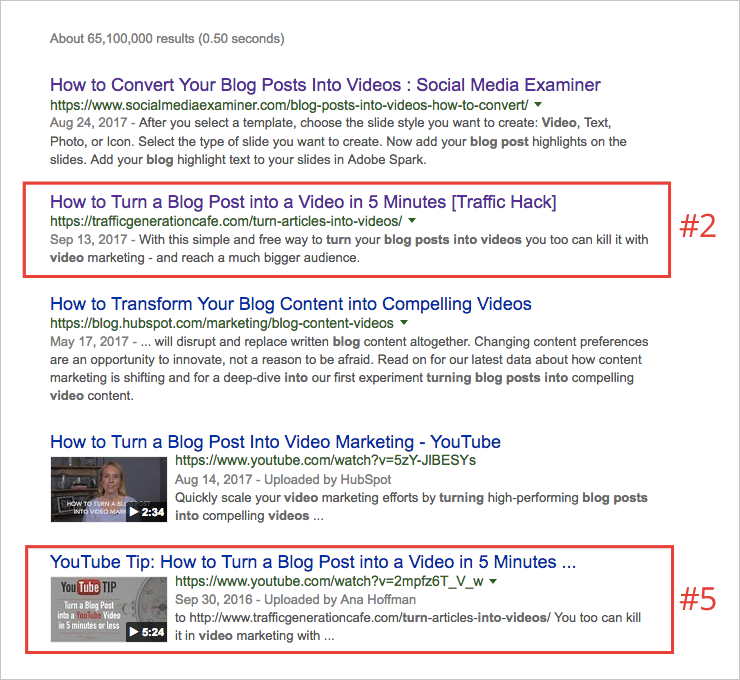 About 65,100,000 results (0.50 seconds)
How to Convert Your Blog Posts Into Videos : Social Media Examiner
https://www.socialmediaexaminer.com/blog-posts-into-videos-how-to-convert/
Aug 24, 2017 - After you select a template, choose the slide style you want to create: Video, Text,
Photo, or Icon. Select the type of slide you want to create. Now add your blog post highlights on the
slides. Add your blog highlight text to your slides in Adobe Spark.
How to Turn a Blog Post into a Video in 5 Minutes [Traffic Hack]
https://trafficgenerationcafe.com/turn-articles-into-videos/
Sep 13, 2017 - With this simple and free way to turn your blog posts into videos you too can kill it with
video marketing - and reach a much bigger audience.
#2
How to Transform Your Blog Content into Compelling Videos
https://blog.hubspot.com/marketing/blog-content-videos
May 17, 2017 - ... will disrupt and replace written blog content altogether. Changing content preferences
are an opportunity to innovate, not a reason to be afraid. Read on for our latest data about how content
marketing is shifting and for a deep-dive into our first experiment turning blog posts into compelling
video content.
How to Turn a Blog Post Into Video Marketing - YouTube
HOW TO TURN A BLOG POST
INTO VIDEO MARK
2:34
https://www.youtube.com/watch?v=5zY-JlBESYs
Aug 14, 2017 - Uploaded by HubSpot
Quickly scale your video marketing efforts by turning high-performing blog posts
into compelling videos ...
YouTube Tip: How to Turn a Blog Post into a Video in 5 Minutes ...
YouTube TIP
Turn a Blog Post
into a YouTube Video
in 5 minutes or less
5:24
https://www.youtube.com/watch?v=2mpfz6T_V_w
Sep 30, 2016 - Uploaded by Ana Hoffman
to http://www.trafficgenerationcafe.com/turn-articles-into-videos/ You too can kill
it in video marketing with ...
#5